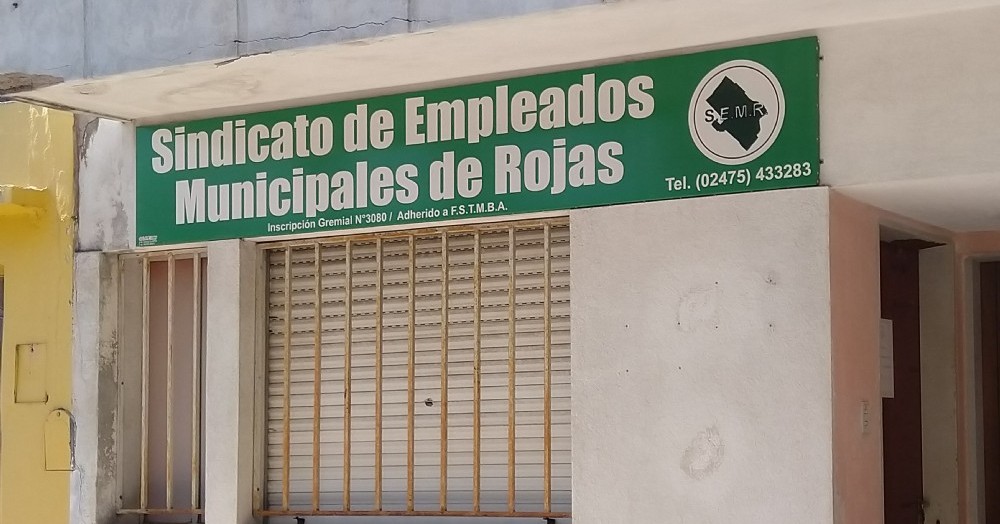 Sindicato de Empleados
Municipales de Rojas
Inscripción Gremial N°3080 / Adherido a F.S.T.M.B.A.
S.E.M.R
Tel. (02475) 433283